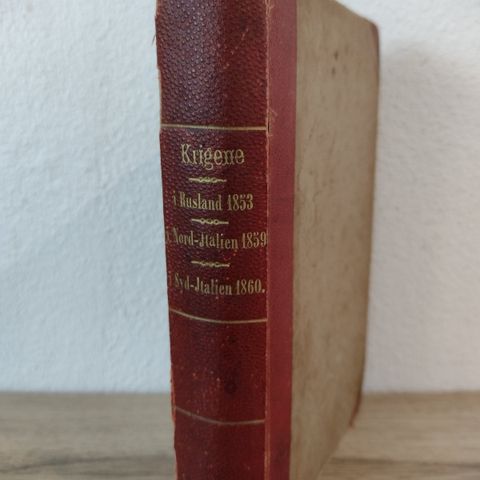 Krigene
i Rusland 1853
i Nord-Jtalien 1859
i Syd-Jtalien 1860.